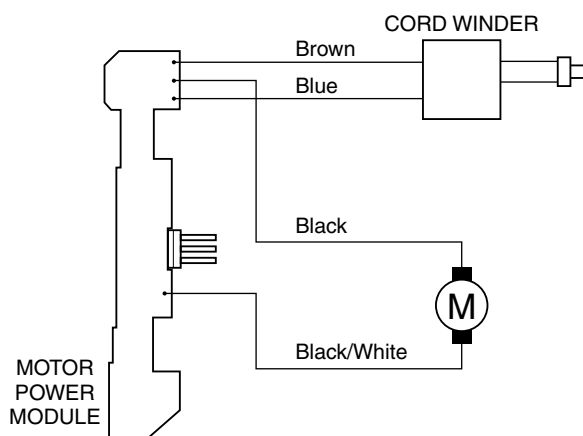 CORD WINDER
Brown
Blue
Black
M
Black/White
MOTOR
POWER
MODULE